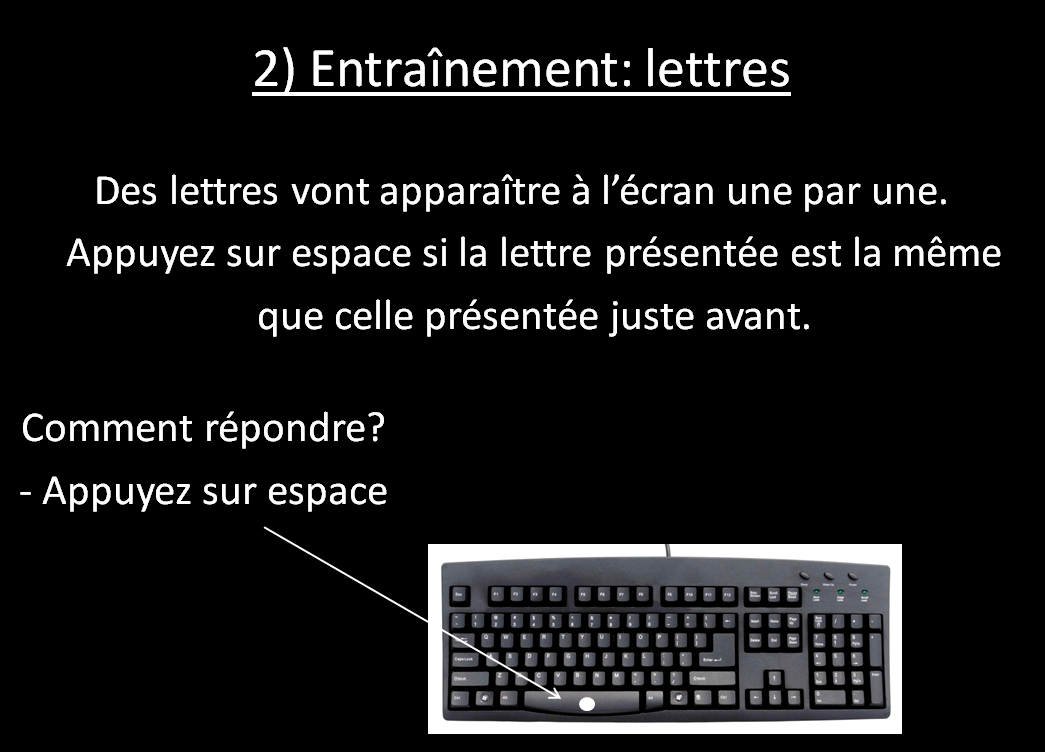 2) Entraînement: lettres
Des lettres vont apparaître à l’écran une par une.
Appuyez sur espace si la lettre présentée est la même
que celle présentée juste avant.
Comment répondre?
- Appuyez sur espace